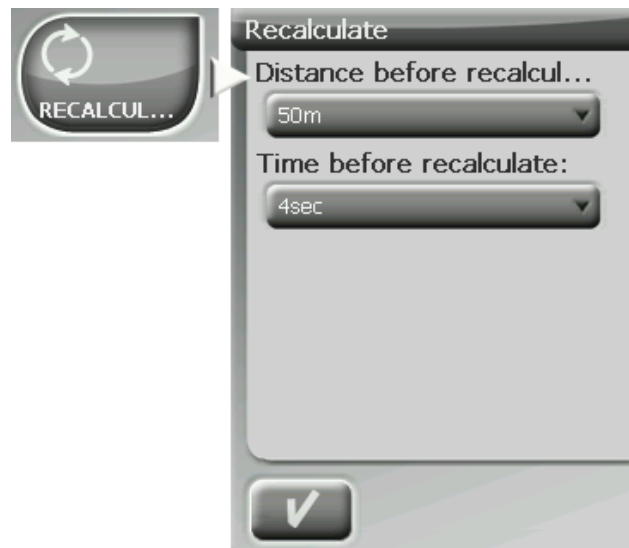 RECALCUL...
Recalculate
Distance before recalcul...
50m
Time before recalculate:
4sec